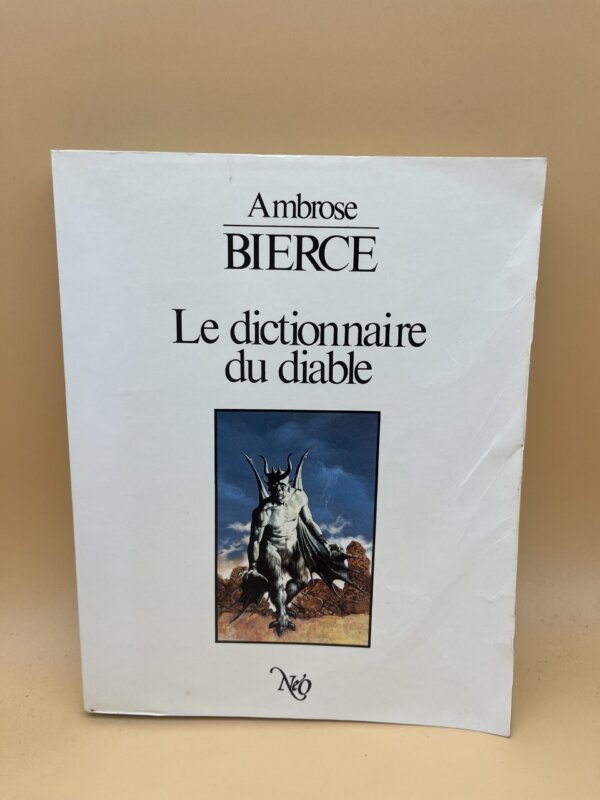 Ambrose
BIERCE
Le dictionnaire
du diable
NéO